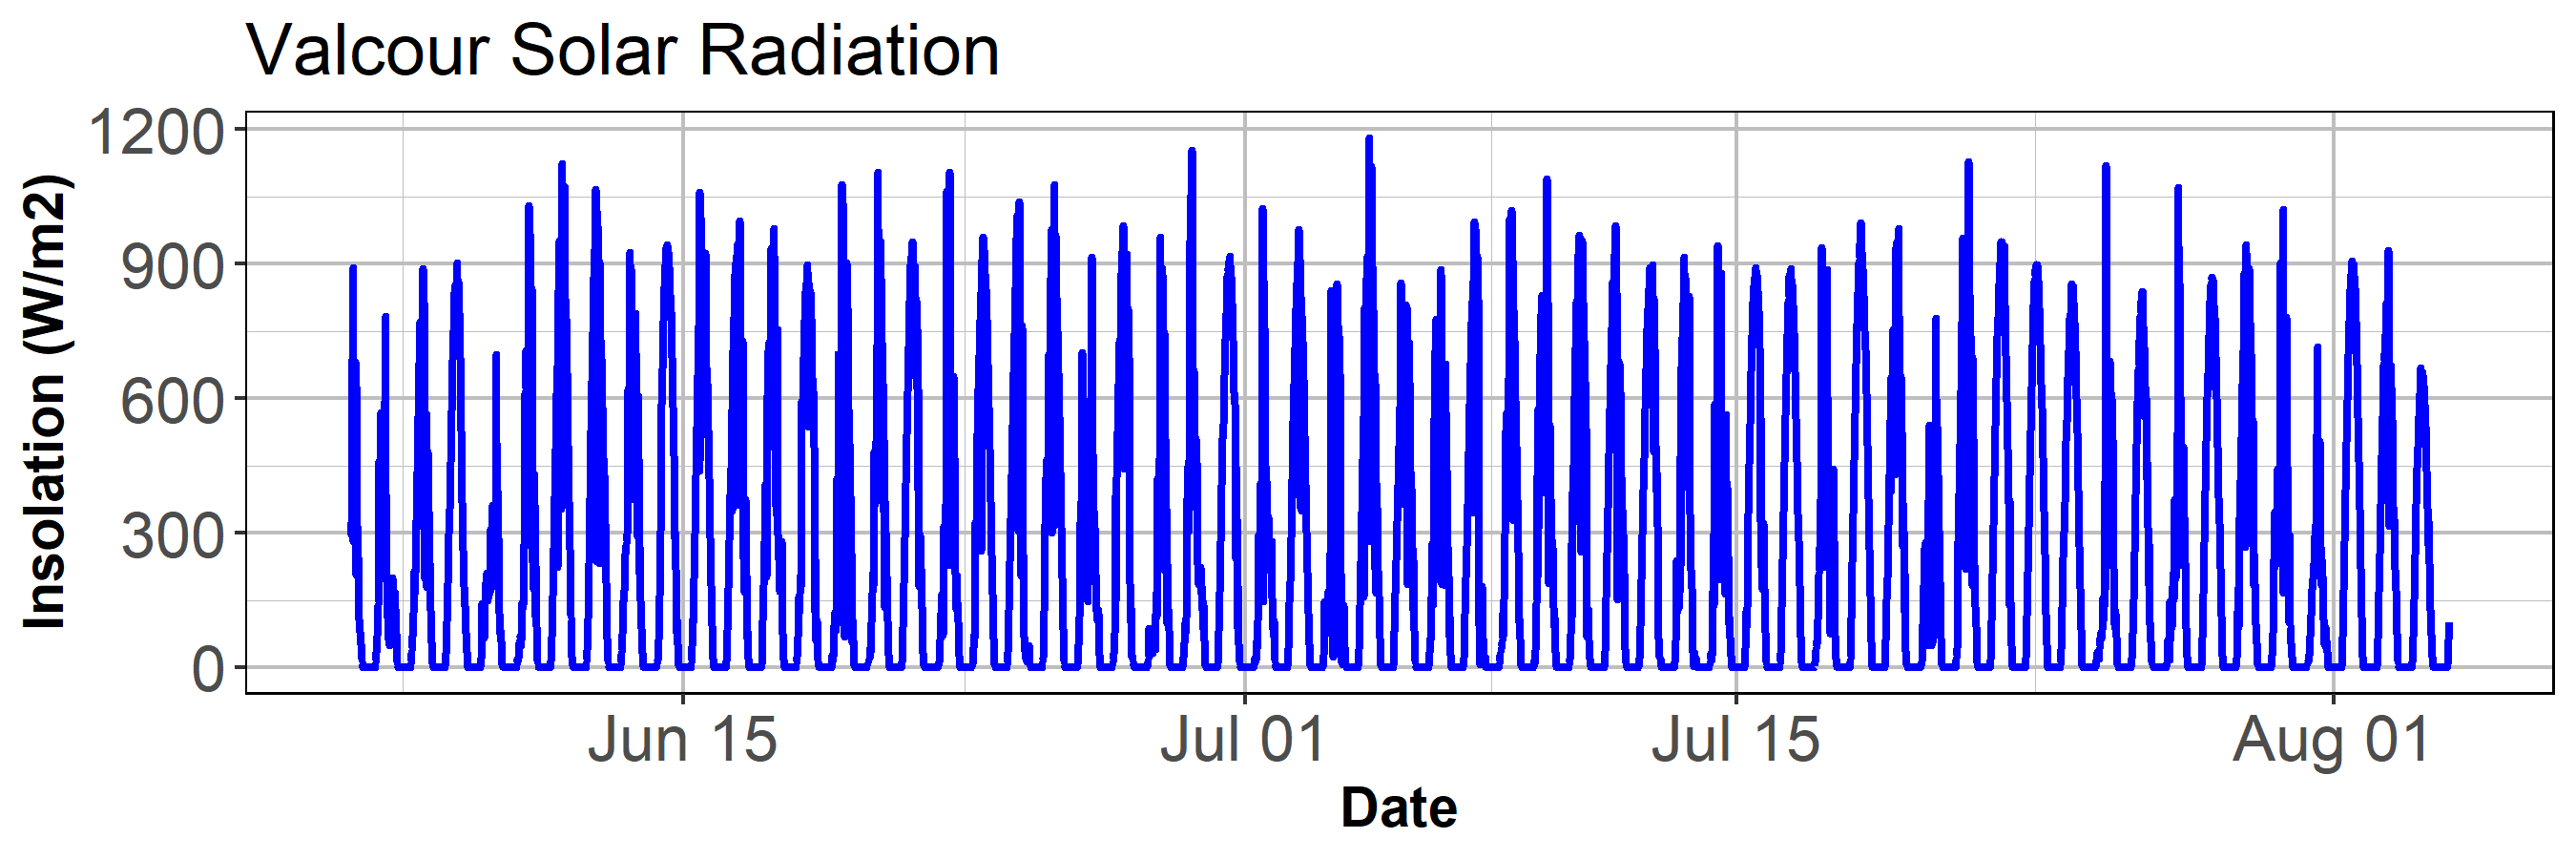 Valcour Solar Radiation
1200
900
600
300
0
Insolation (W/m2)
Jun 15
Jul 01
Jul 15
Aug 01
Date